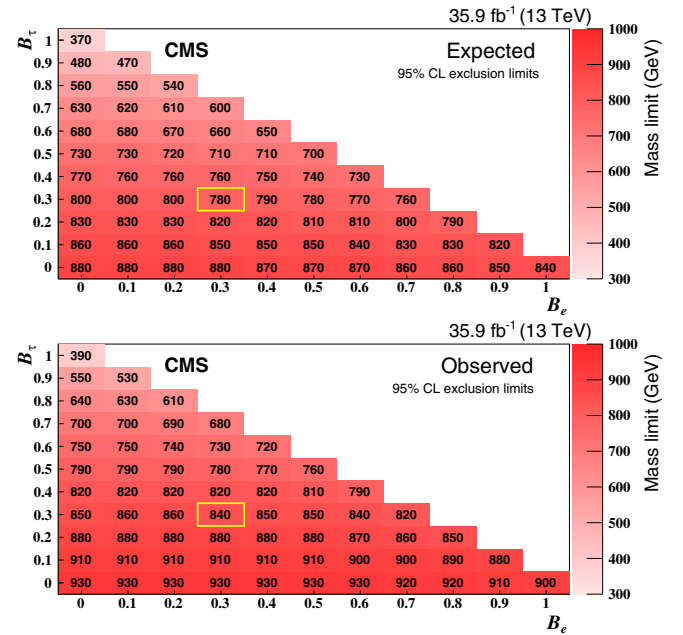 35.9 fb⁻¹ (13 TeV)
B_τ
CMS
Expected
95% CL exclusion limits
1 370
0.9 480 470
0.8 560 550 540
0.7 630 620 610 600
0.6 680 680 670 660 650
0.5 730 730 720 710 710 700
0.4 770 760 760 760 750 740 730
0.3 800 800 800 780 790 780 770 760
0.2 830 830 830 820 820 810 810 800 790
0.1 860 860 860 850 850 850 840 830 830 820
0 880 880 880 880 870 870 870 860 860 850 840
0 0.1 0.2 0.3 0.4 0.5 0.6 0.7 0.8 0.9 1
B_e
1000
900
800
700
600
500
400
300
Mass limit (GeV)
35.9 fb⁻¹ (13 TeV)
B_τ
CMS
Observed
95% CL exclusion limits
1 390
0.9 550 530
0.8 640 630 610
0.7 700 700 690 680
0.6 750 750 740 730 720
0.5 790 790 790 780 770 760
0.4 820 820 820 820 820 810 790
0.3 850 860 860 840 850 850 840 820
0.2 880 880 880 880 880 880 870 860 850
0.1 910 910 910 910 910 910 900 900 890 880
0 930 930 930 930 930 930 930 920 920 910 900
0 0.1 0.2 0.3 0.4 0.5 0.6 0.7 0.8 0.9 1
B_e
1000
900
800
700
600
500
400
300
Mass limit (GeV)